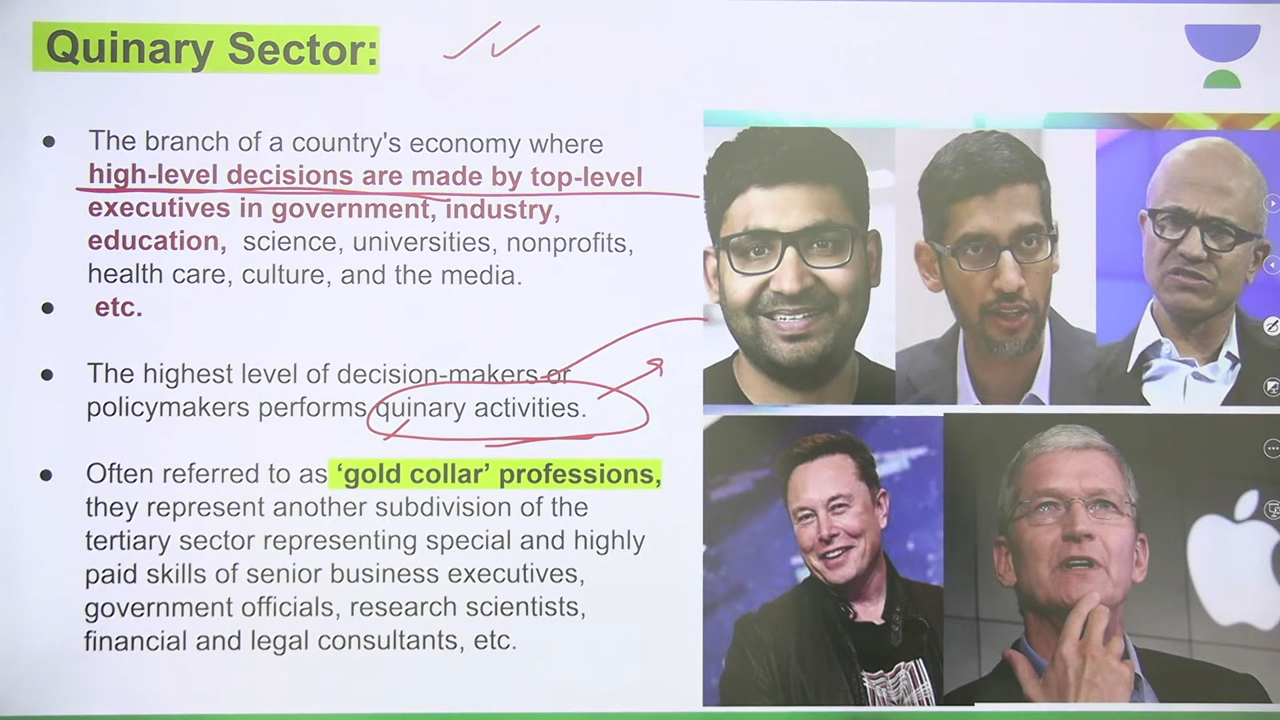 Quinary Sector:
● The branch of a country's economy where
high-level decisions are made by top-level
executives in government, industry,
education, science, universities, nonprofits,
health care, culture, and the media.
● etc.
● The highest level of decision-makers or
policymakers performs quinary activities.
● Often referred to as ‘gold collar’ professions,
they represent another subdivision of the
tertiary sector representing special and highly
paid skills of senior business executives,
government officials, research scientists,
financial and legal consultants, etc.